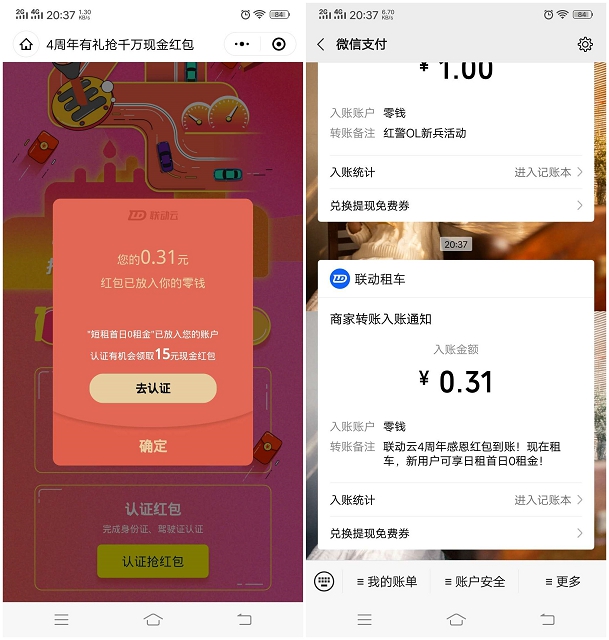 2G 4G 20:37 1.30 K/S
84
4周年有礼抢千万现金红包
联动云
您的0.31元
红包已放入你的零钱
"短租首日0租金"已放入您的账户
认证有机会领取15元现金红包
去认证
确定
认证红包
完成身份证、驾驶证认证
认证抢红包
2G 4G 20:37 6.70 K/S
84
微信支付
¥ 1.00
入账账户 零钱
转账备注 红警OL新兵活动
入账统计 进入记账本
兑换提现免费券
20:37
联动租车
商家转账入账通知
入账金额
¥ 0.31
入账账户 零钱
转账备注 联动云4周年感恩红包到账！现在租
车，新用户可享日租首日0租金！
入账统计 进入记账本
兑换提现免费券
我的账单 账户安全 更多